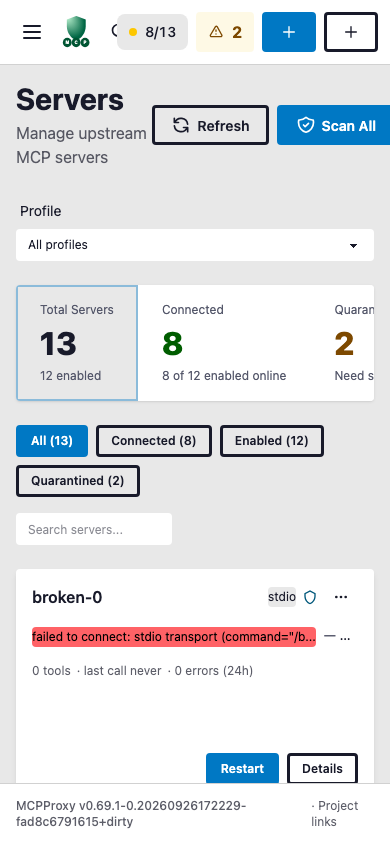 MCP
8/13
2
Servers
Manage upstream
MCP servers
Refresh
Scan All
Profile
All profiles
Total Servers
13
12 enabled
Connected
8
8 of 12 enabled online
Quaran
2
Need s
All (13)
Connected (8)
Enabled (12)
Quarantined (2)
Search servers...
broken-0
stdio
...
failed to connect: stdio transport (command="/b... — ...
0 tools · last call never · 0 errors (24h)
Restart
Details
MCPProxy v0.69.1-0.20260926172229-
fad8c6791615+dirty
· Project
links